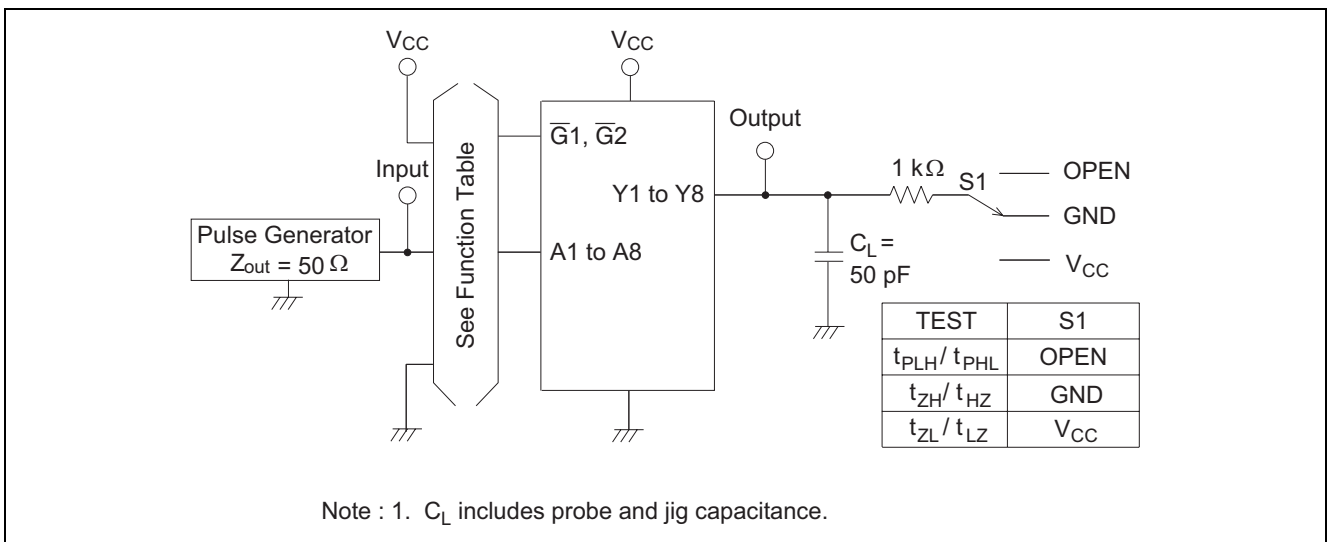 VCC
VCC
Output
Input
G̅1, G̅2
See Function Table
1 kΩ
S1
OPEN
GND
VCC
Y1 to Y8
Pulse Generator
Zout = 50 Ω
A1 to A8
CL =
50 pF
TEST S1
tPLH / tPHL OPEN
tZH / tHZ GND
tZL / tLZ VCC
Note : 1. CL includes probe and jig capacitance.